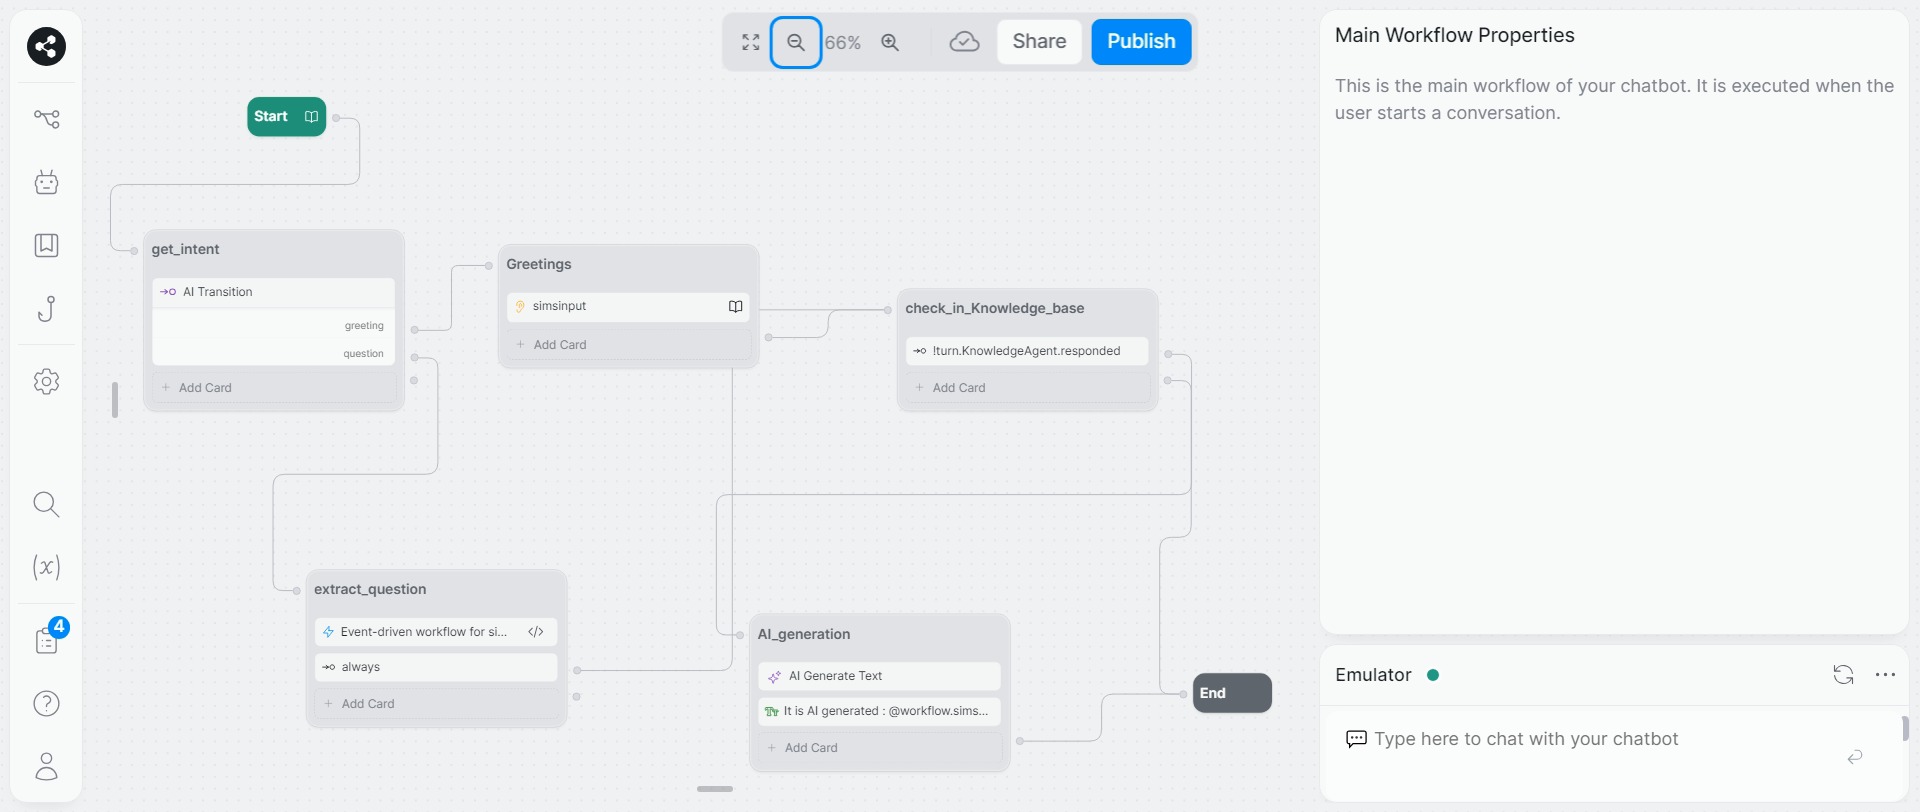 66%
Share
Publish
Start
get_intent
AI Transition
greeting
question
+ Add Card
Greetings
simsinput
+ Add Card
check_in_Knowledge_base
!turn.KnowledgeAgent.responded
+ Add Card
extract_question
Event-driven workflow for si...
always
+ Add Card
AI_generation
AI Generate Text
It is AI generated : @workflow.sims...
+ Add Card
End
(x)
4
Main Workflow Properties
This is the main workflow of your chatbot. It is executed when the
user starts a conversation.
Emulator
Type here to chat with your chatbot